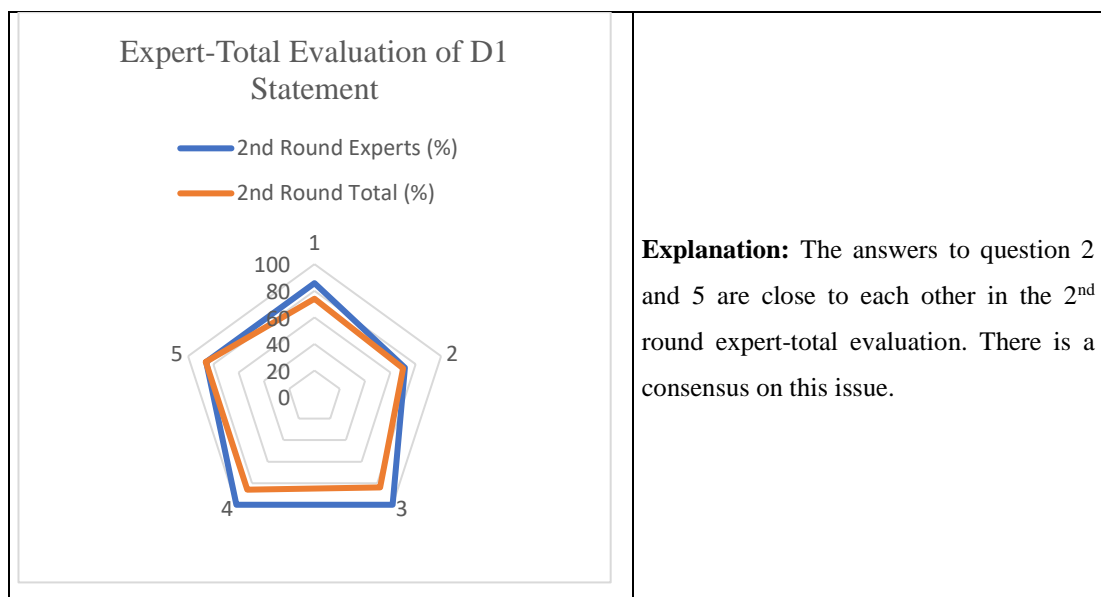 Expert-Total Evaluation of D1
Statement
2nd Round Experts (%)
2nd Round Total (%)
1
100
80
60
40
20
0
5
2
4
3
Explanation: The answers to question 2
and 5 are close to each other in the 2nd
round expert-total evaluation. There is a
consensus on this issue.